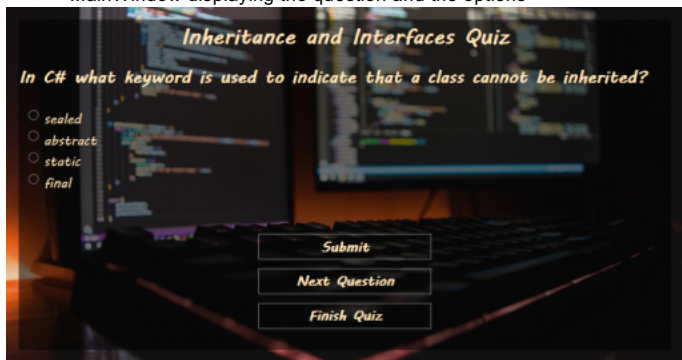 MainWindow displaying the question and the options
Inheritance and Interfaces Quiz
In C# what keyword is used to indicate that a class cannot be inherited?
sealed
abstract
static
final
Submit
Next Question
Finish Quiz